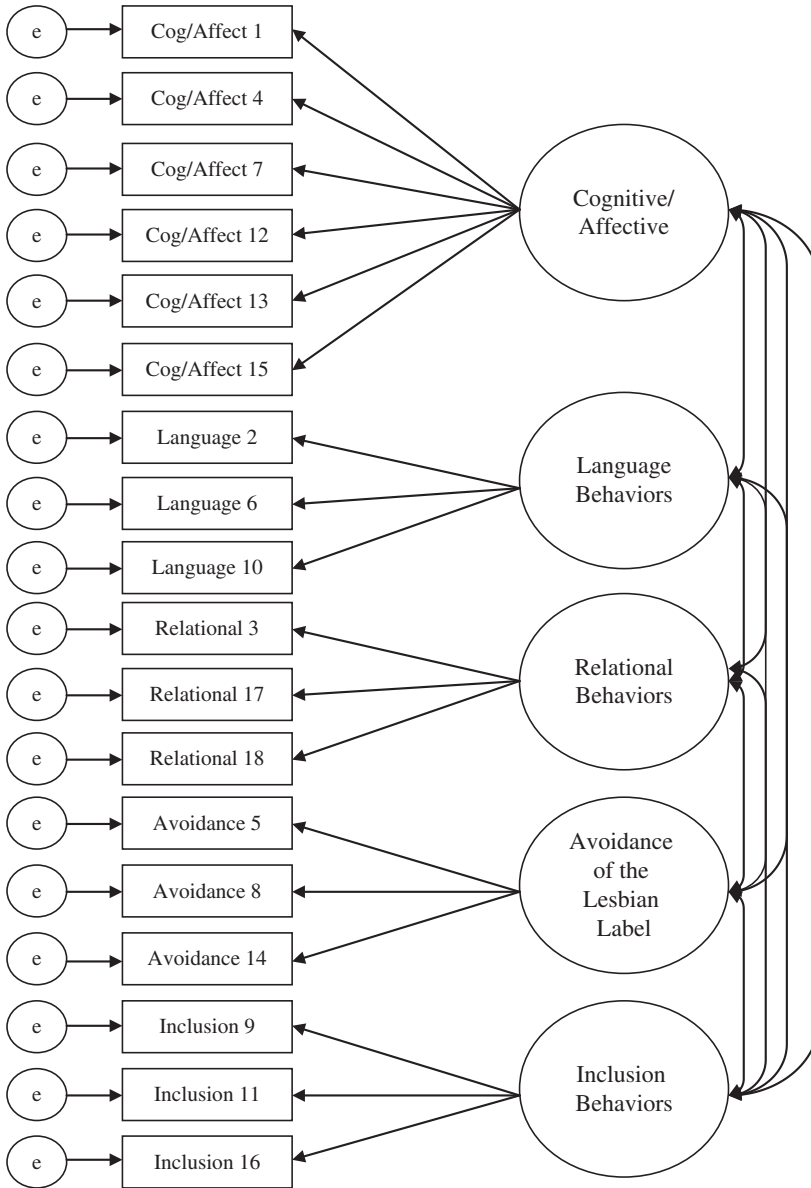 e
Cog/Affect 1
e
Cog/Affect 4
e
Cog/Affect 7
e
Cog/Affect 12
e
Cog/Affect 13
e
Cog/Affect 15
Cognitive/
Affective
e
Language 2
e
Language 6
e
Language 10
Language
Behaviors
e
Relational 3
e
Relational 17
e
Relational 18
Relational
Behaviors
e
Avoidance 5
e
Avoidance 8
e
Avoidance 14
Avoidance
of the
Lesbian
Label
e
Inclusion 9
e
Inclusion 11
e
Inclusion 16
Inclusion
Behaviors